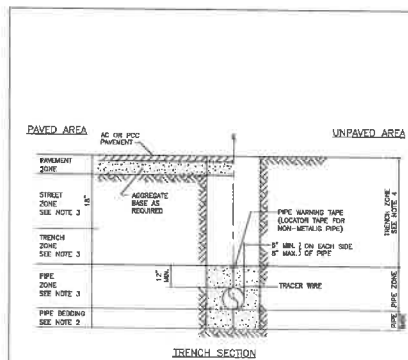 PAVED AREA
UNPAVED AREA
AC OR PCC
PAVEMENT
PAVEMENT
ZONE
AGGREGATE
BASE AS
REQUIRED
STREET
ZONE
SEE NOTE 3
18"
TRENCH
ZONE
SEE NOTE 3
PIPE
ZONE
SEE NOTE 3
PIPE BEDDING
SEE NOTE 2
12"
MIN.
PIPE WARNING TAPE
(LOCATOR TAPE FOR
NON-METALIC PIPE)
6" MIN. } ON EACH SIDE
8" MAX. } OF PIPE
TRACER WIRE
TRENCH ZONE
SEE NOTE 4
PIPE ZONE
PIPE
TRENCH SECTION